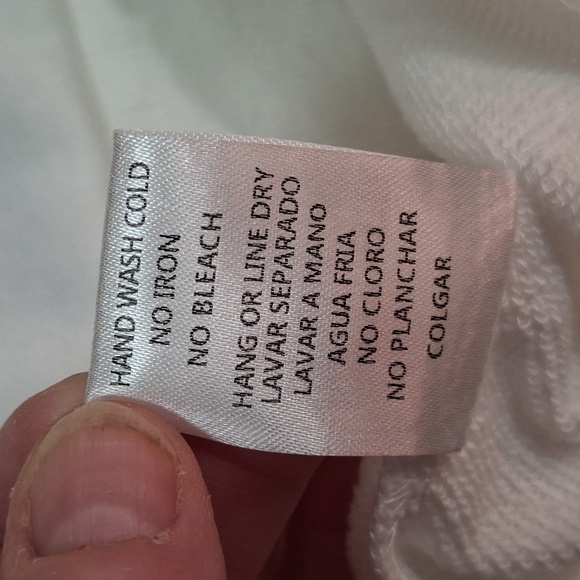 HAND WASH COLD
NO IRON
NO BLEACH
HANG OR LINE DRY
LAVAR SEPARADO
LAVAR A MANO
AGUA FRIA
NO CLORO
NO PLANCHAR
COLGAR